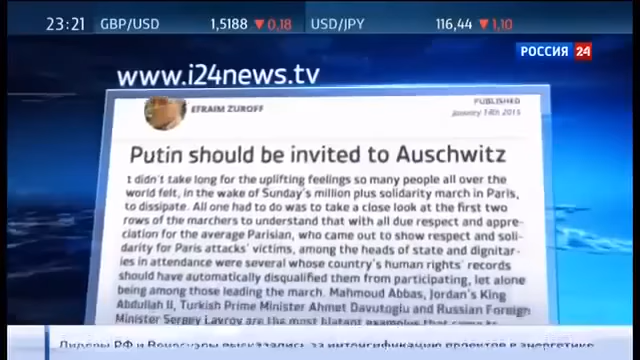 23:21 GBP/USD 1,5188 ▼0,18 USD/JPY 116,44 ▼1,10
РОССИЯ 24
www.i24news.tv
EFRAIM ZUROFF
PUBLISHED
January 14th 2015
Putin should be invited to Auschwitz
t didn't take long for the uplifting feelings so many people all over the
world felt, in the wake of Sunday's million plus solidarity march in Paris,
to dissipate. All one had to do was to take a close look at the first two
rows of the marchers to understand that with all due respect and appre-
ciation for the average Parisian, who came out to show respect and soli-
darity for Paris attacks' victims, among the heads of state and dignitar-
ies in attendance were several whose country's human rights' records
should have automatically disqualified them from participating, let alone
being among those leading the march. Mahmoud Abbas, Jordan's King
Abdullah II, Turkish Prime Minister Ahmet Davutoglu and Russian Foreign
Minister Sergey Lavrov are the most blatant examples that come to
Лидеры РФ и Венесуэлы высказались за интенсификацию проектов в энергетике